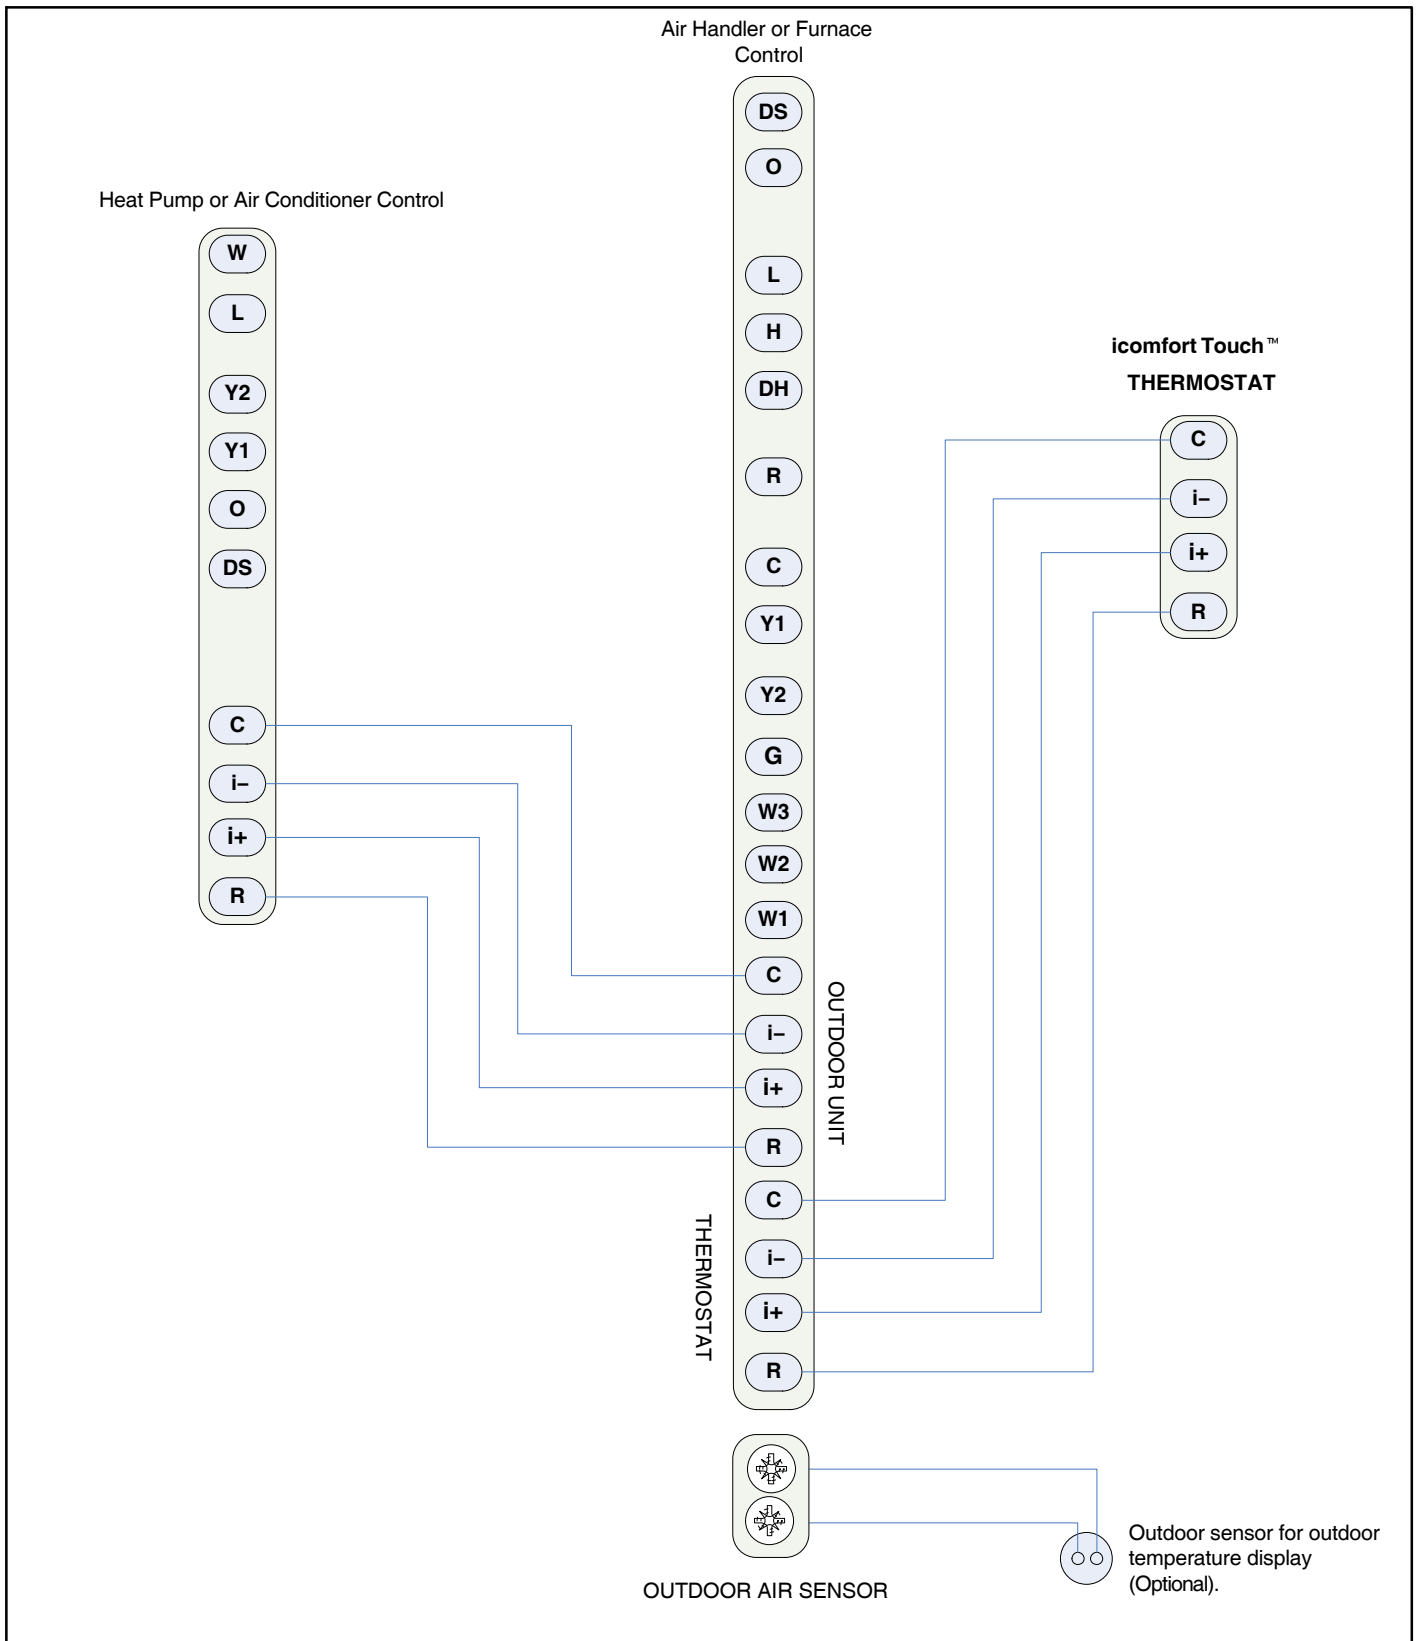 Air Handler or Furnace
Control
DS
O
L
H
DH
R
C
Y1
Y2
G
W3
W2
W1
C
i–
i+
R
C
i–
i+
R
OUTDOOR UNIT
THERMOSTAT
Heat Pump or Air Conditioner Control
W
L
Y2
Y1
O
DS
C
i–
i+
R
icomfort Touch™
THERMOSTAT
C
i–
i+
R
OUTDOOR AIR SENSOR
Outdoor sensor for outdoor
temperature display
(Optional).